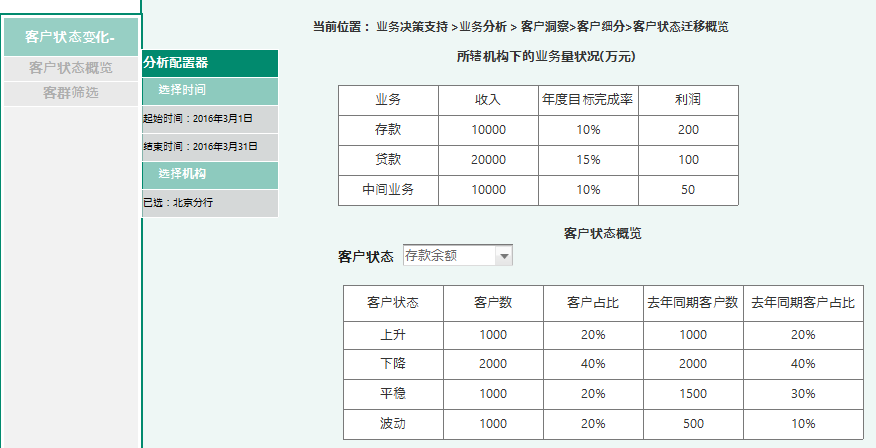 当前位置： 业务决策支持 >业务分析 > 客户洞察>客户细分>客户状态迁移概览
客户状态变化-
客户状态概览
客群筛选
分析配置器
选择时间
起始时间：2016年3月1日
结束时间：2016年3月31日
选择机构
已选：北京分行
所辖机构下的业务量状况(万元)
业务 收入 年度目标完成率 利润
存款 10000 10% 200
贷款 20000 15% 100
中间业务 10000 10% 50
客户状态概览
客户状态 存款余额
客户状态 客户数 客户占比 去年同期客户数 去年同期客户占比
上升 1000 20% 1000 20%
下降 2000 40% 2000 40%
平稳 1000 20% 1500 30%
波动 1000 20% 500 10%